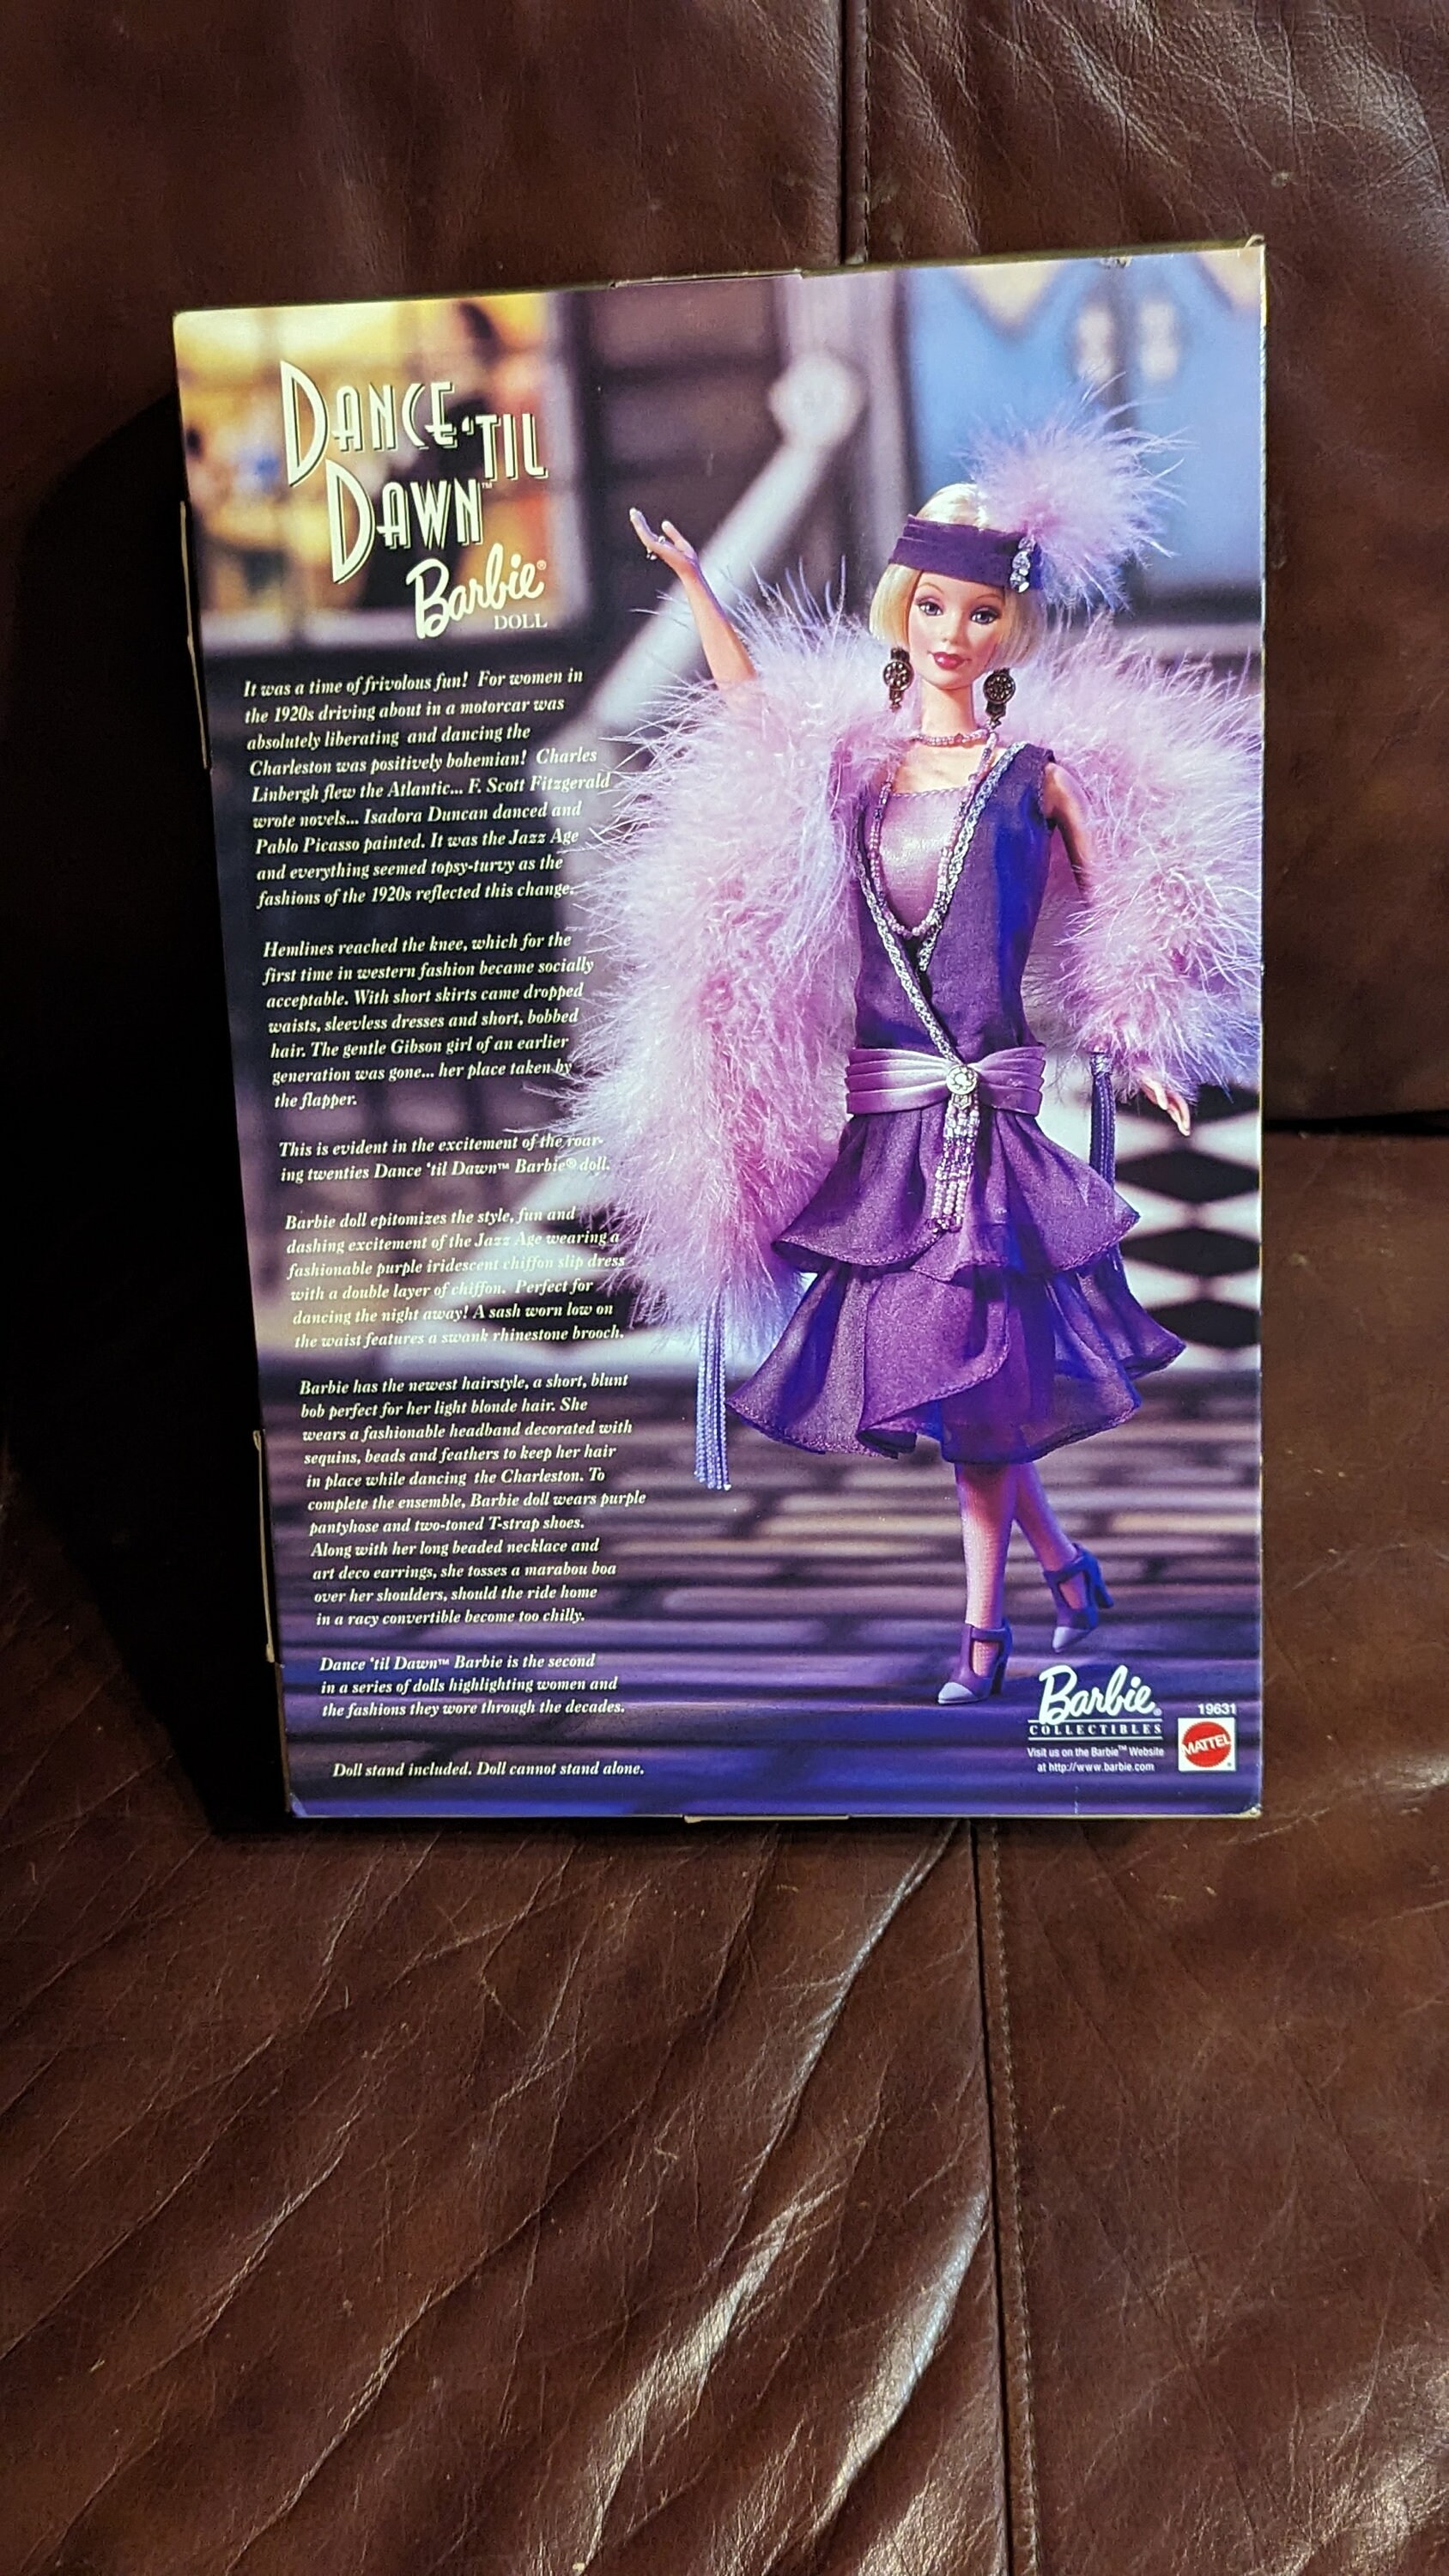 DANCE 'TIL
DAWN™
Barbie®
DOLL
It was a time of frivolous fun! For women in
the 1920s driving about in a motorcar was
absolutely liberating and dancing the
Charleston was positively bohemian! Charles
Linbergh flew the Atlantic... F. Scott Fitzgerald
wrote novels... Isadora Duncan danced and
Pablo Picasso painted. It was the Jazz Age
and everything seemed topsy-turvy as the
fashions of the 1920s reflected this change.
Hemlines reached the knee, which for the
first time in western fashion became socially
acceptable. With short skirts came dropped
waists, sleevless dresses and short, bobbed
hair. The gentle Gibson girl of an earlier
generation was gone... her place taken by
the flapper.
This is evident in the excitement of the roar-
ing twenties Dance 'til Dawn™ Barbie® doll.
Barbie doll epitomizes the style, fun and
dashing excitement of the Jazz Age wearing a
fashionable purple iridescent chiffon slip dress
with a double layer of chiffon. Perfect for
dancing the night away! A sash worn low on
the waist features a swank rhinestone brooch.
Barbie has the newest hairstyle, a short, blunt
bob perfect for her light blonde hair. She
wears a fashionable headband decorated with
sequins, beads and feathers to keep her hair
in place while dancing the Charleston. To
complete the ensemble, Barbie doll wears purple
pantyhose and two-toned T-strap shoes.
Along with her long beaded necklace and
art deco earrings, she tosses a marabou boa
over her shoulders, should the ride home
in a racy convertible become too chilly.
Dance 'til Dawn™ Barbie is the second
in a series of dolls highlighting women and
the fashions they wore through the decades.
Doll stand included. Doll cannot stand alone.
Barbie®
COLLECTIBLES
Visit us on the Barbie™ Website
at http://www.barbie.com
19631
MATTEL®